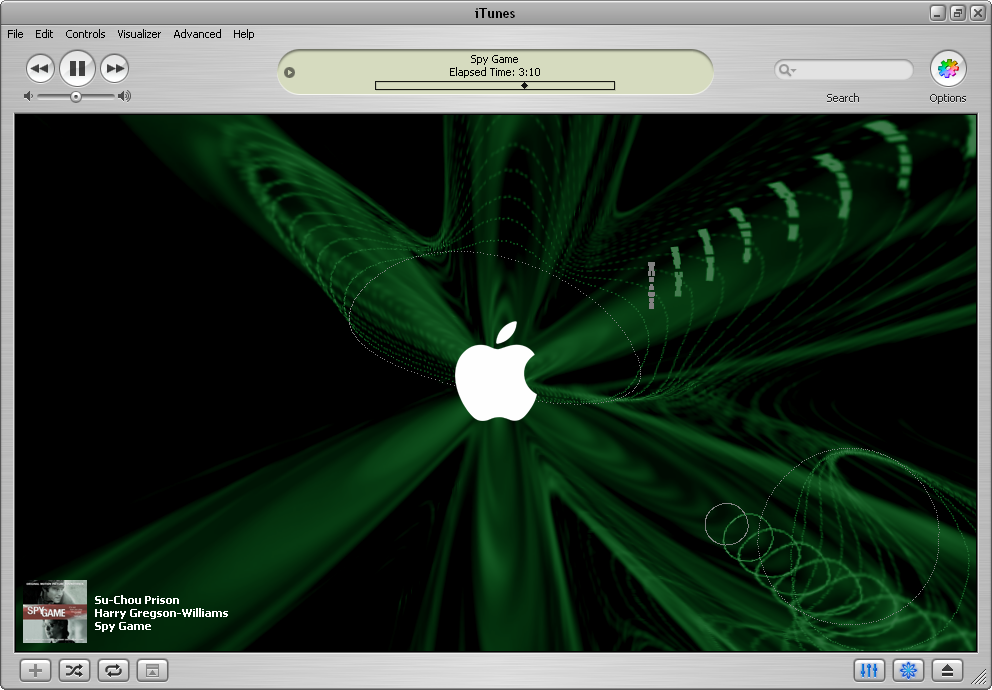 iTunes
File Edit Controls Visualizer Advanced Help
Spy Game
Elapsed Time: 3:10
Search
Options
SPY GAME
Su-Chou Prison
Harry Gregson-Williams
Spy Game